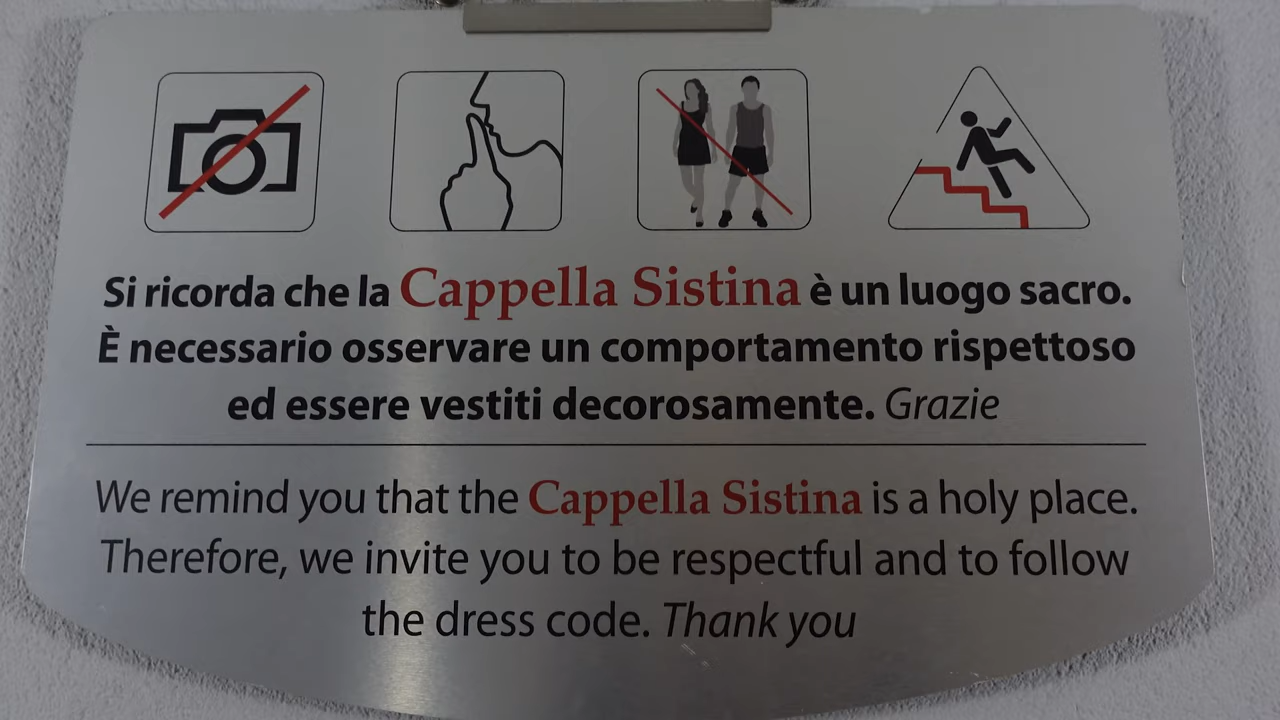 Si ricorda che la Cappella Sistina è un luogo sacro.
È necessario osservare un comportamento rispettoso
ed essere vestiti decorosamente. Grazie
We remind you that the Cappella Sistina is a holy place.
Therefore, we invite you to be respectful and to follow
the dress code. Thank you